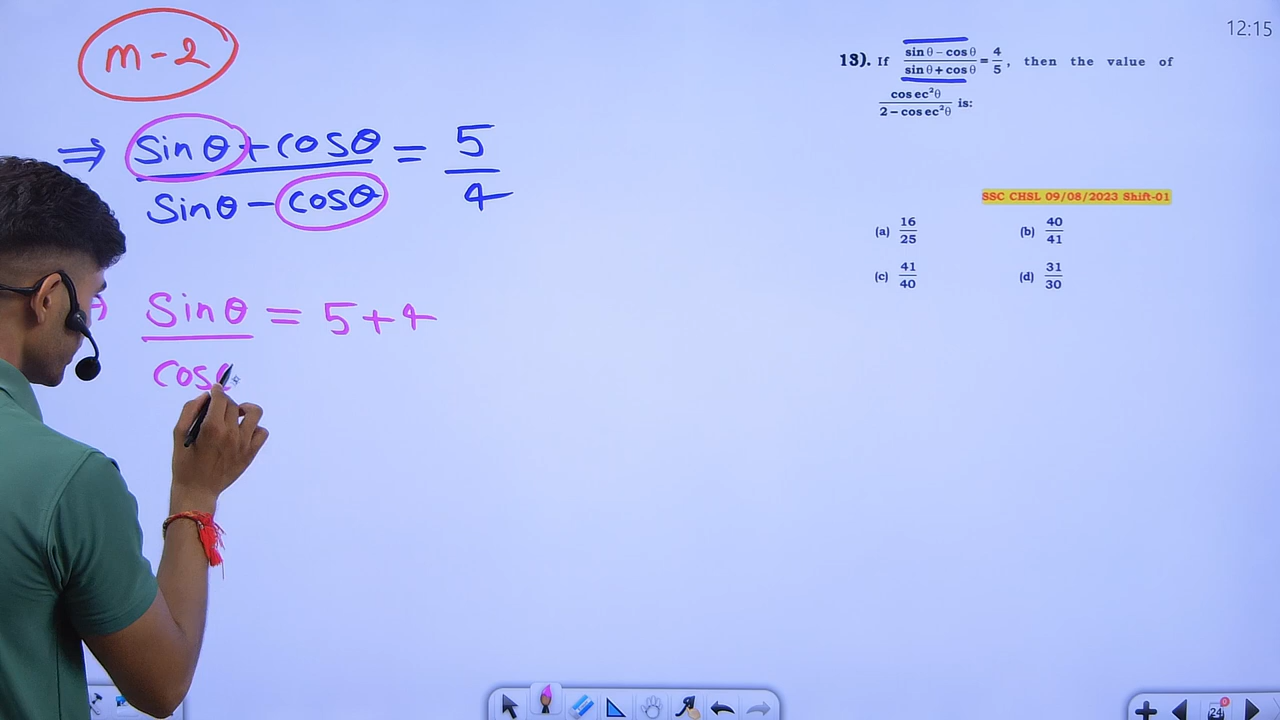 12:15
m-2
⇒ sinθ+cosθ / sinθ-cosθ = 5/4
⇒ sinθ / cosθ = 5+4
13). If sinθ-cosθ / sinθ+cosθ = 4/5, then the value of
cosec²θ / 2-cosec²θ is:
SSC CHSL 09/08/2023 Shift-01
(a) 16/25 (b) 40/41
(c) 41/40 (d) 31/30
24